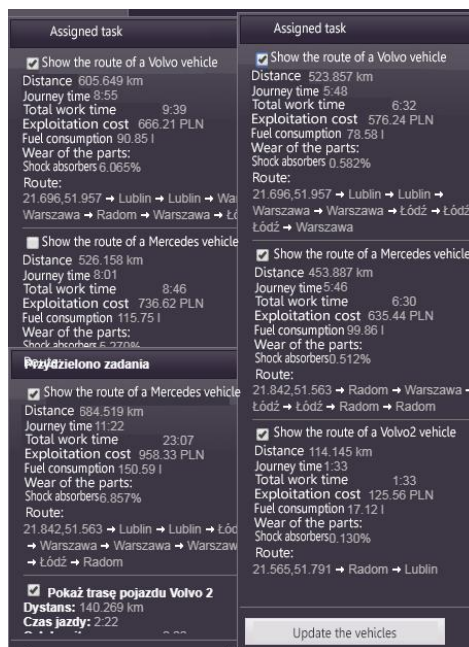 Assigned task
Show the route of a Volvo vehicle
Distance 605.649 km
Journey time 8:55
Total work time 9:39
Exploitation cost 666.21 PLN
Fuel consumption 90.85 l
Wear of the parts:
Shock absorbers 6.065%
Route:
21.696,51.957 → Lublin → Lublin → Wa
Warszawa → Radom → Warszawa → Łó
Show the route of a Mercedes vehicle
Distance 526.158 km
Journey time 8:01
Total work time 8:46
Exploitation cost 736.62 PLN
Fuel consumption 115.75 l
Wear of the parts:
Shock absorbers 5.270%
Przydzielono zadania
Show the route of a Mercedes vehicle
Distance 684.519 km
Journey time 11:22
Total work time 23:07
Exploitation cost 958.33 PLN
Fuel consumption 150.59 l
Wear of the parts:
Shock absorbers 6.857%
Route:
21.842,51.563 → Lublin → Lublin → Łód
→ Warszawa → Warszawa → Warszaw
→ Łódź → Radom
Pokaż trasę pojazdu Volvo 2
Dystans: 140.269 km
Czas jazdy: 2:22
Assigned task
Show the route of a Volvo vehicle
Distance 523.857 km
Journey time 5:48
Total work time 6:32
Exploitation cost 576.24 PLN
Fuel consumption 78.58 l
Wear of the parts:
Shock absorbers 0.582%
Route:
21.696,51.957 → Lublin → Lublin →
Warszawa → Warszawa → Łódź → Łódź
Łódź → Warszawa
Show the route of a Mercedes vehicle
Distance 453.887 km
Journey time 5:46
Total work time 6:30
Exploitation cost 635.44 PLN
Fuel consumption 99.86 l
Wear of the parts:
Shock absorbers 0.512%
Route:
21.842,51.563 → Radom → Warszawa →
Łódź → Łódź → Radom → Radom
Show the route of a Volvo2 vehicle
Distance 114.145 km
Journey time 1:33
Total work time 1:33
Exploitation cost 125.56 PLN
Fuel consumption 17.12 l
Wear of the parts:
Shock absorbers 0.130%
Route:
21.565,51.791 → Radom → Lublin
Update the vehicles